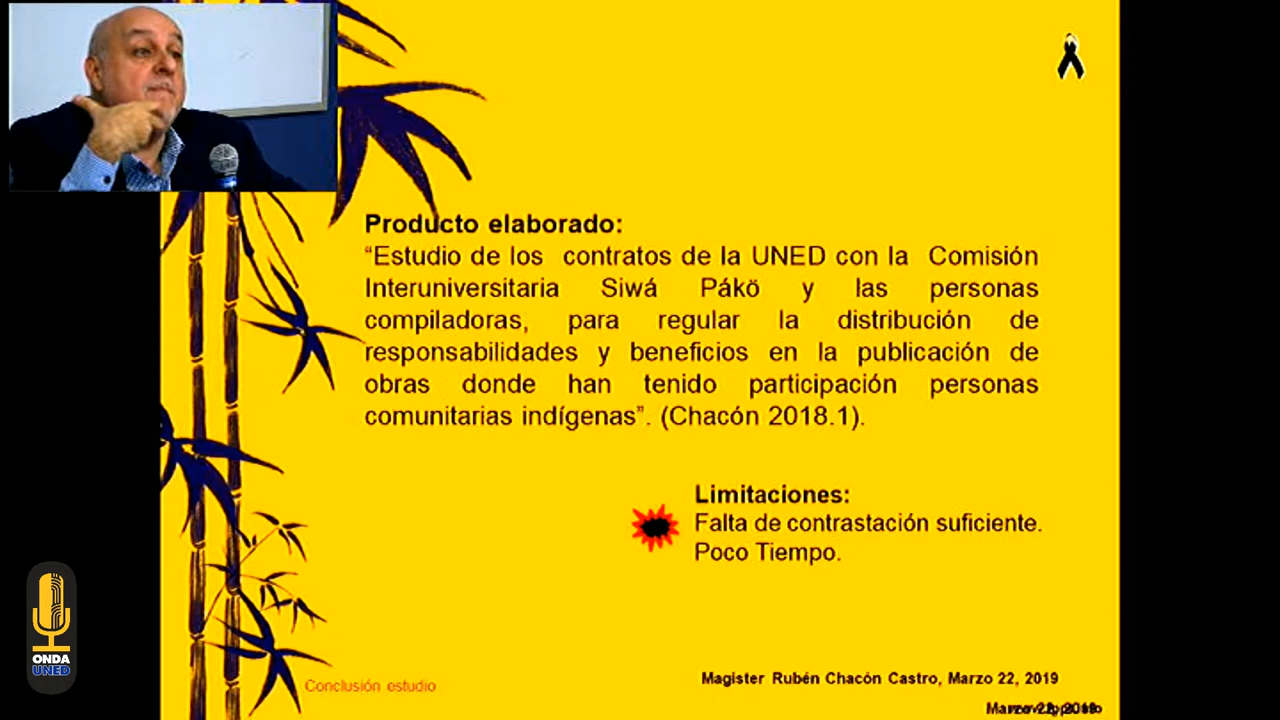 Producto elaborado:
“Estudio de los contratos de la UNED con la Comisión
Interuniversitaria Siwá Pákö y las personas
compiladoras, para regular la distribución de
responsabilidades y beneficios en la publicación de
obras donde han tenido participación personas
comunitarias indígenas”. (Chacón 2018.1).
Limitaciones:
Falta de contrastación suficiente.
Poco Tiempo.
ONDA
UNED
Conclusión estudio
Magister Rubén Chacón Castro, Marzo 22, 2019